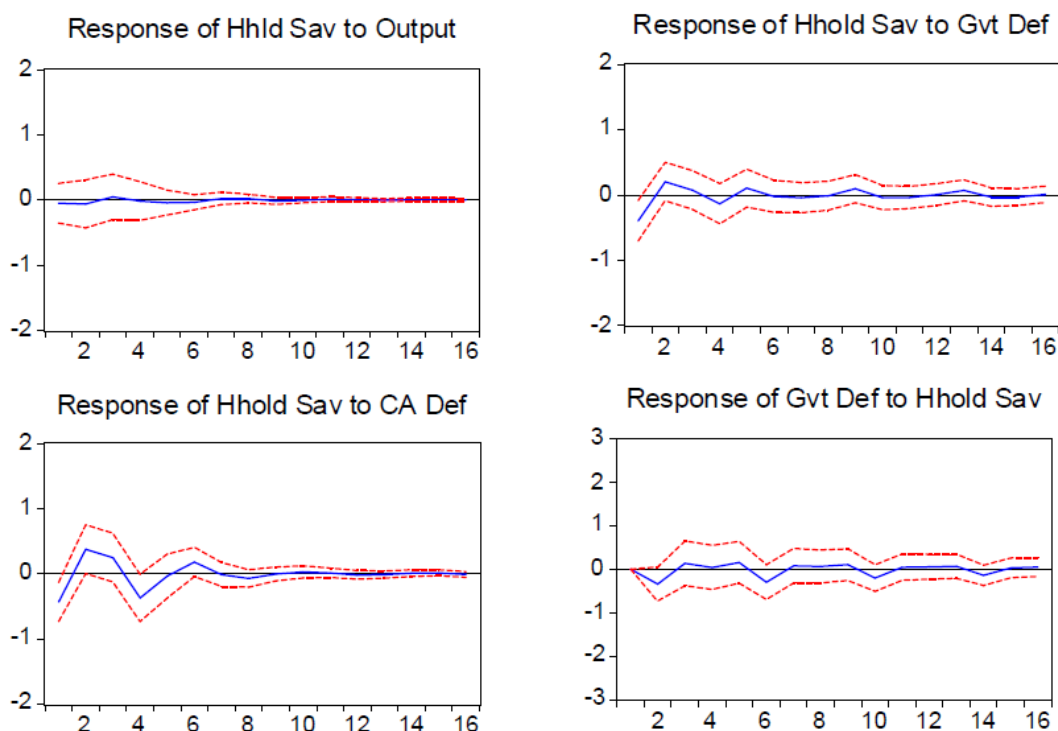 Response of Hhld Sav to Output
2
1
0
-1
-2
2 4 6 8 10 12 14 16
Response of Hhold Sav to Gvt Def
2
1
0
-1
-2
2 4 6 8 10 12 14 16
Response of Hhold Sav to CA Def
2
1
0
-1
-2
2 4 6 8 10 12 14 16
Response of Gvt Def to Hhold Sav
3
2
1
0
-1
-2
-3
2 4 6 8 10 12 14 16